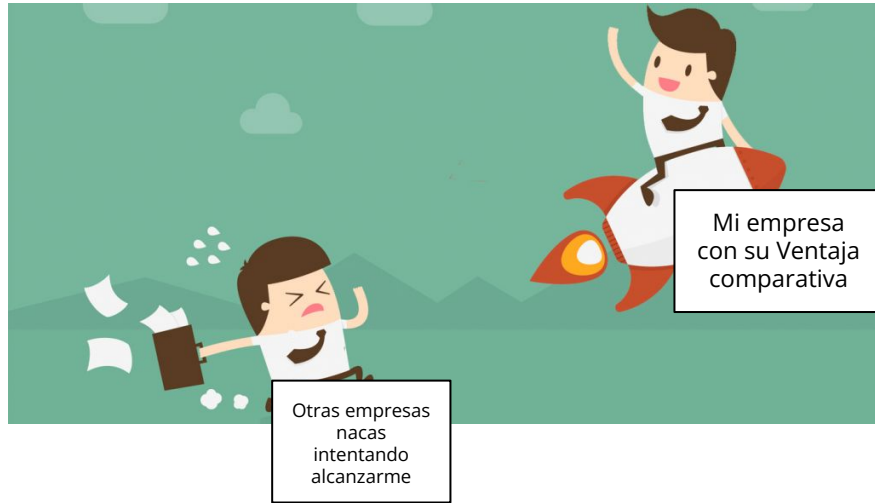 Mi empresa
con su Ventaja
comparativa
Otras empresas
nacas
intentando
alcanzarme